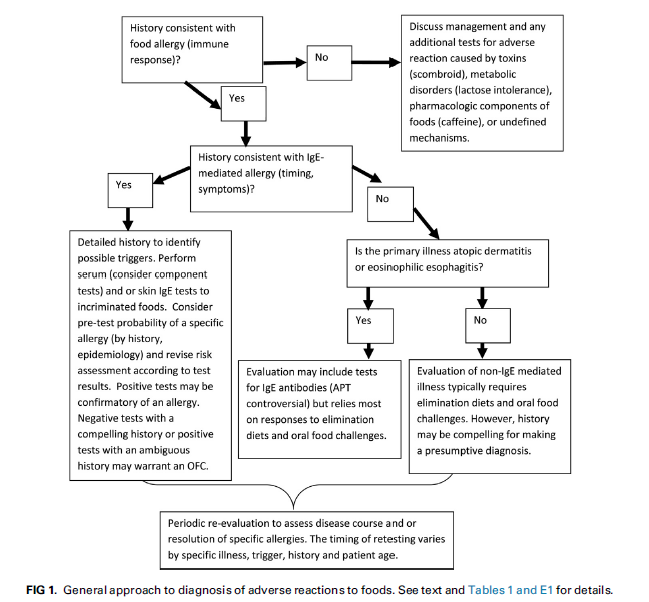 History consistent with
food allergy (immune
response)?
No
Discuss management and any
additional tests for adverse
reaction caused by toxins
(scombroid), metabolic
disorders (lactose intolerance),
pharmacologic components of
foods (caffeine), or undefined
mechanisms.
Yes
History consistent with IgE-
mediated allergy (timing,
symptoms)?
Yes
No
Detailed history to identify
possible triggers. Perform
serum (consider component
tests) and or skin IgE tests to
incriminated foods. Consider
pre-test probability of a specific
allergy (by history,
epidemiology) and revise risk
assessment according to test
results. Positive tests may be
confirmatory of an allergy.
Negative tests with a
compelling history or positive
tests with an ambiguous
history may warrant an OFC.
Is the primary illness atopic dermatitis
or eosinophilic esophagitis?
Yes
No
Evaluation may include tests
for IgE antibodies (APT
controversial) but relies most
on responses to elimination
diets and oral food challenges.
Evaluation of non-IgE mediated
illness typically requires
elimination diets and oral food
challenges. However, history
may be compelling for making
a presumptive diagnosis.
Periodic re-evaluation to assess disease course and or
resolution of specific allergies. The timing of retesting varies
by specific illness, trigger, history and patient age.
FIG 1. General approach to diagnosis of adverse reactions to foods. See text and Tables 1 and E1 for details.